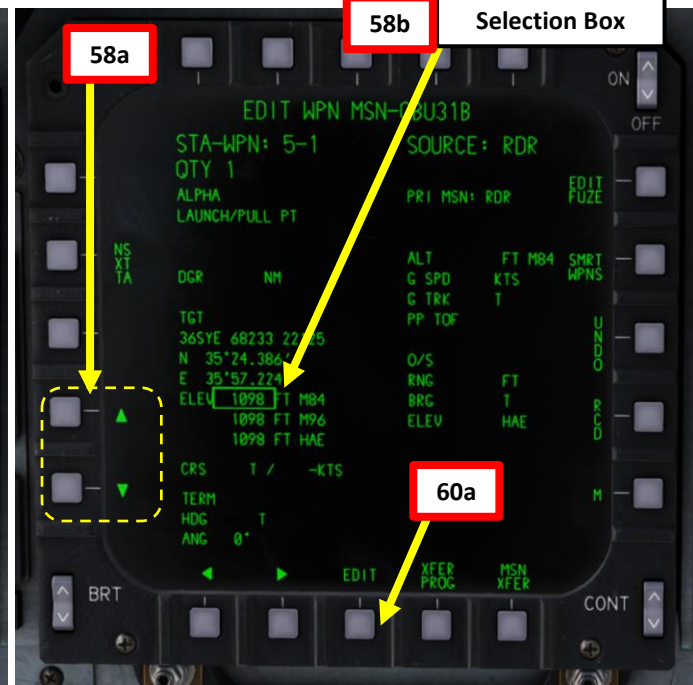 58a
58b
Selection Box
ON
OFF
EDIT WPN MSN-GBU31B
STA-WPN: 5-1
SOURCE: RDR
QTY 1
ALPHA
PRI MSN: RDR
EDIT
FUZE
LAUNCH/PULL PT
NS
XT
TA
DGR NM
ALT FT M84
SMRT
WPNS
G SPD KTS
G TRK T
TGT
PP TOF
36SYE 68233
UNDO
N 35°24.386
O/S
E 35°57.224
RNG FT
ELEV 1098 FT M84
BRG T
1098 FT M96
ELEV HAE
RCD
1098 FT HAE
CRS T / -KTS
60a
TERM
M
HDG T
ANG 0°
EDIT
XFER
PROG
MSN
XFER
BRT
CONT